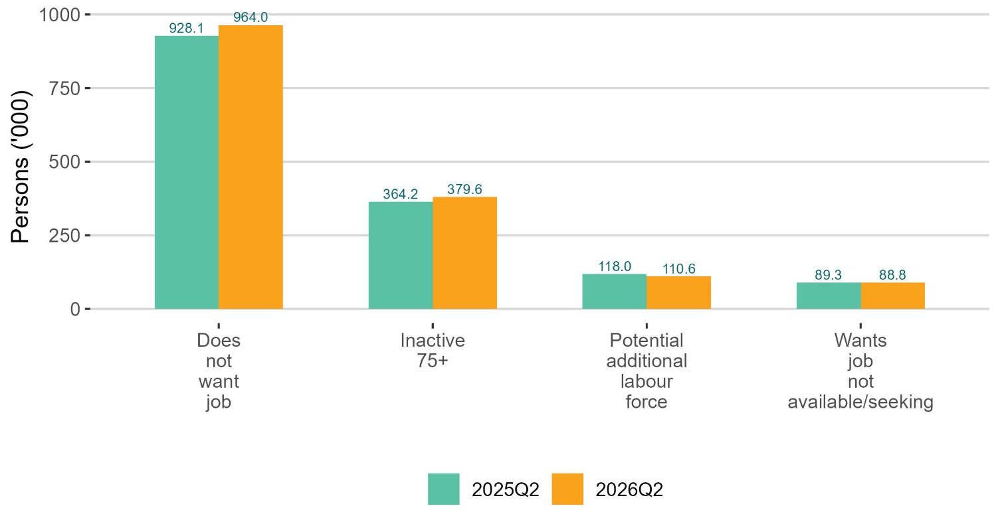 Persons ('000)
1000
750
500
250
0
928.1
964.0
364.2
379.6
118.0
110.6
89.3
88.8
Does
not
want
job
Inactive
75+
Potential
additional
labour
force
Wants
job
not
available/seeking
2025Q2
2026Q2